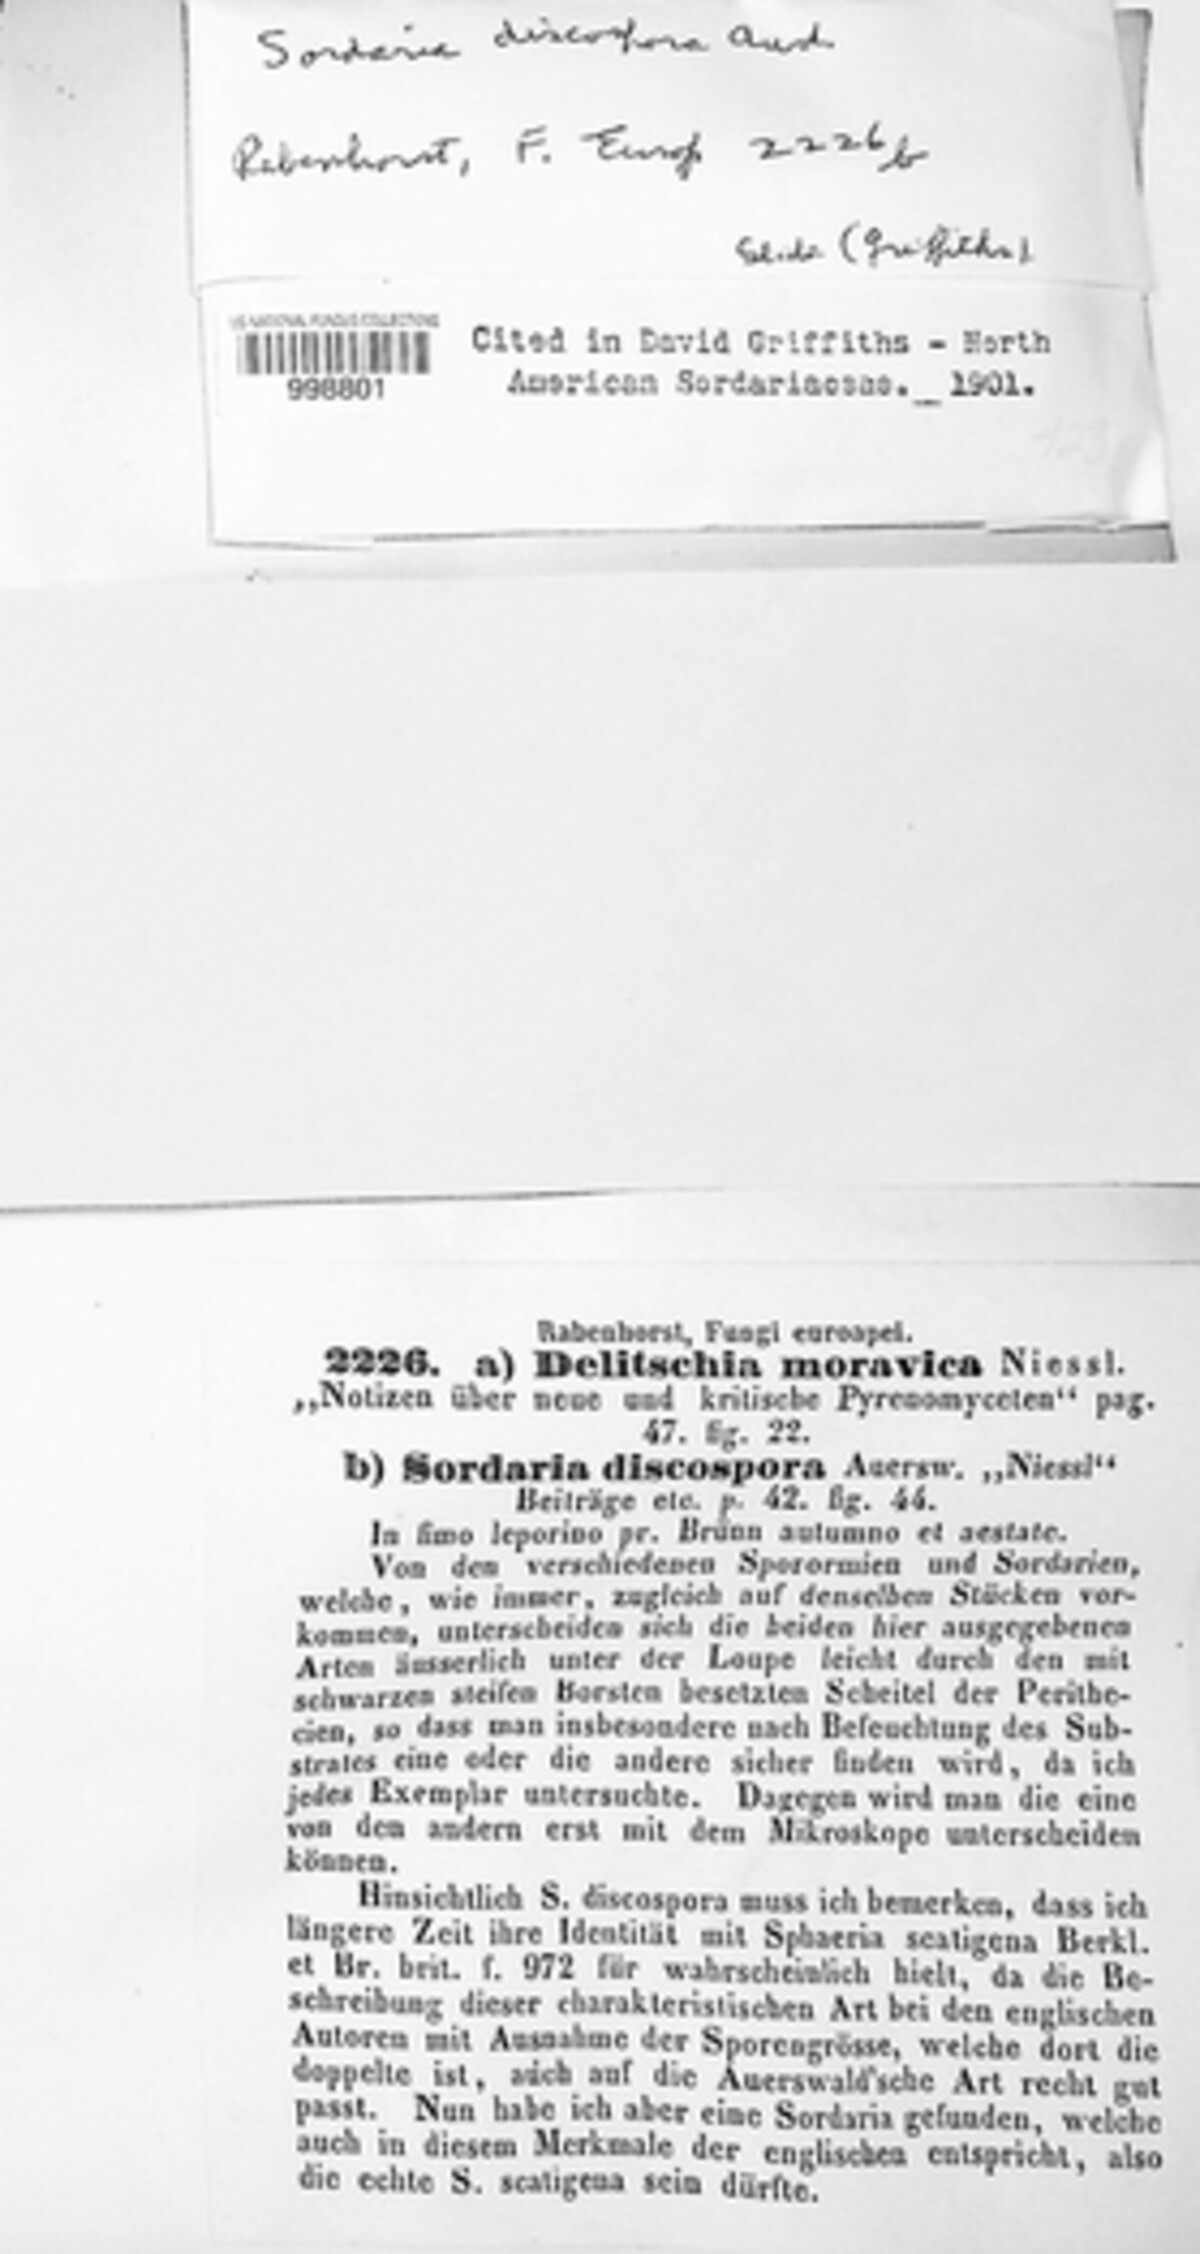 Sordaria discospora Aud.
Rabenhorst, F. Europ 2226b
Slide (Griffiths)
US NATIONAL FUNGUS COLLECTIONS
998801
Cited in David Griffiths - North
American Sordariaceae. _ 1901.
123
Rabenhorst, Fungi euroapei.
2226. a) Delitschia moravica Niessl.
„Notizen über neue und kritische Pyrenomyceten“ pag.
47. fig. 22.
b) Sordaria discospora Auersw. „Niessl“
Beiträge etc. p. 42. fig. 44.
In fimo leporino pr. Brünn autumno et aestate.
Von den verschiedenen Sporormien und Sordarien,
welche, wie immer, zugleich auf denselben Stücken vor-
kommen, unterscheiden sich die beiden hier ausgegebenen
Arten äusserlich unter der Loupe leicht durch den mit
schwarzen steifen Borsten besetzten Scheitel der Perithe-
cien, so dass man insbesondere nach Befeuchtung des Sub-
strates eine oder die andere sicher finden wird, da ich
jedes Exemplar untersuchte. Dagegen wird man die eine
von den andern erst mit dem Mikroskope unterscheiden
können.
Hinsichtlich S. discospora muss ich bemerken, dass ich
längere Zeit ihre Identität mit Sphaeria scatigena Berkl.
et Br. brit. f. 972 für wahrscheinlich hielt, da die Be-
schreibung dieser charakteristischen Art bei den englischen
Autoren mit Ausnahme der Sporengrösse, welche dort die
doppelte ist, auch auf die Auerswald'sche Art recht gut
passt. Nun habe ich aber eine Sordaria gefunden, welche
auch in diesem Merkmale der englischen entspricht, also
die echte S. scatigena sein dürfte.